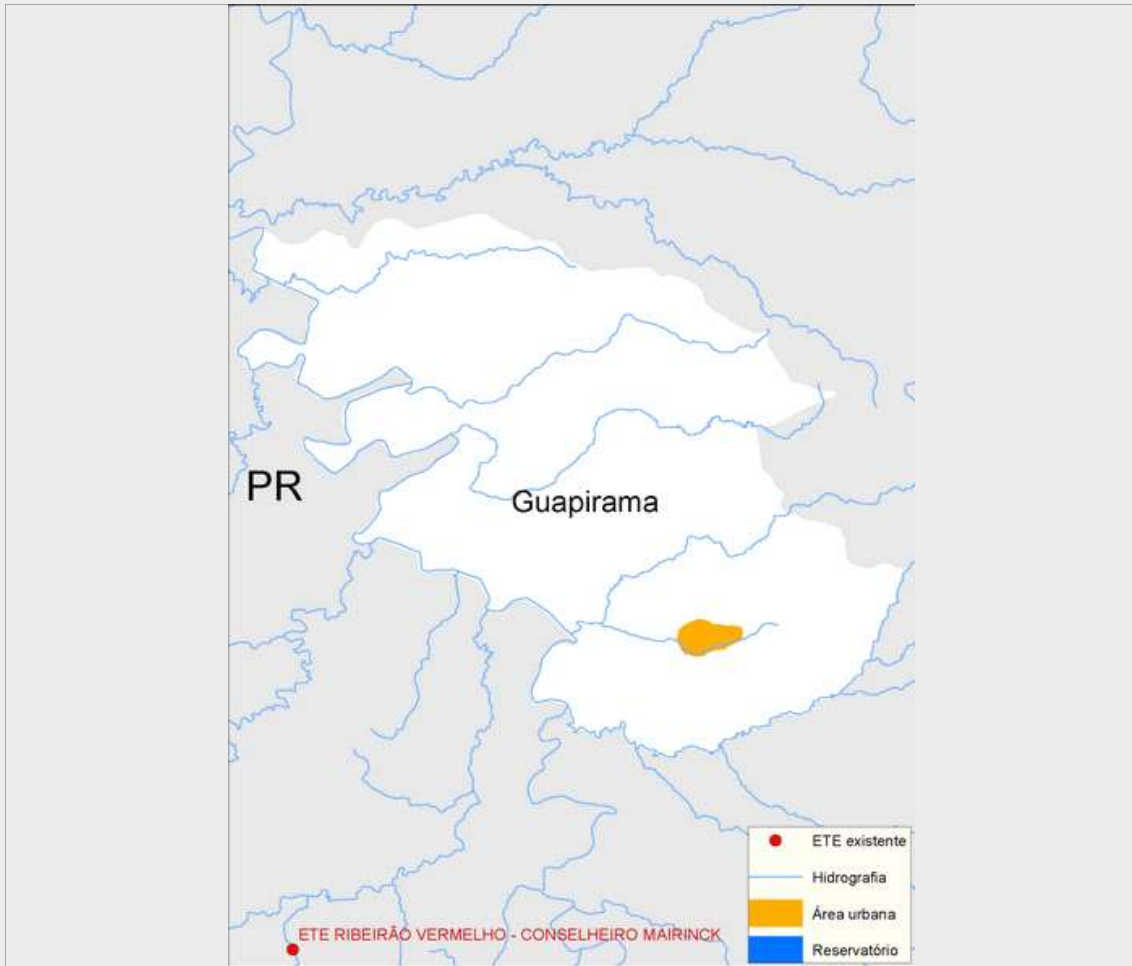 PR
Guapirama
ETE existente
Hidrografia
Área urbana
Reservatório
ETE RIBEIRÃO VERMELHO - CONSELHEIRO MAIRINCK